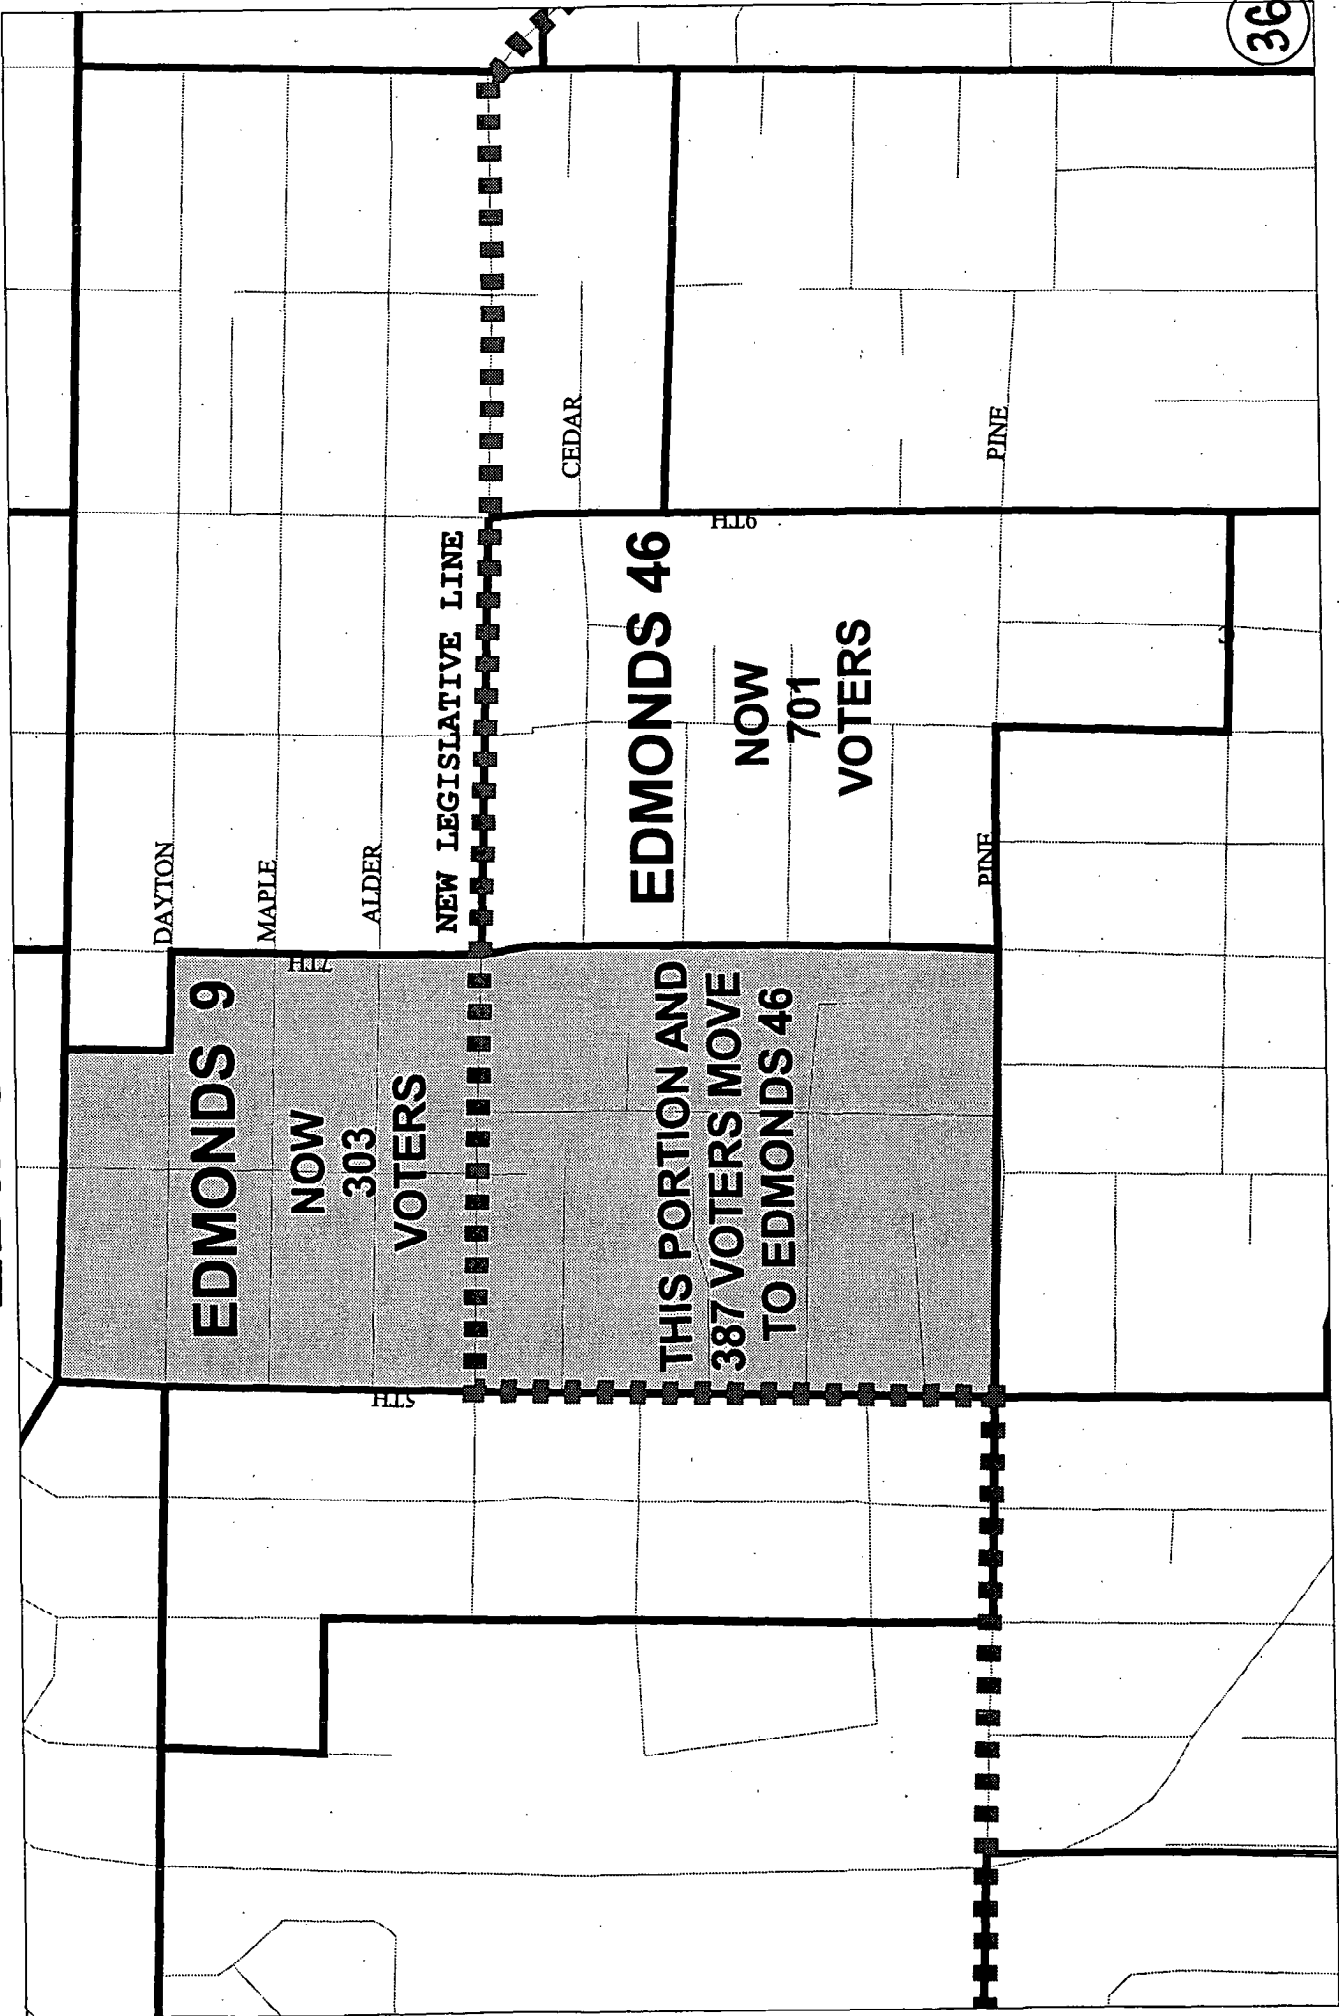 36
DAYTON
MAPLE
ALDER
NEW LEGISLATIVE LINE
CEDAR
PINE
9TH
EDMONDS 46
NOW
701
VOTERS
PINE
7TH
EDMONDS 9
NOW
303
VOTERS
THIS PORTION AND
387 VOTERS MOVE
TO EDMONDS 46
5TH